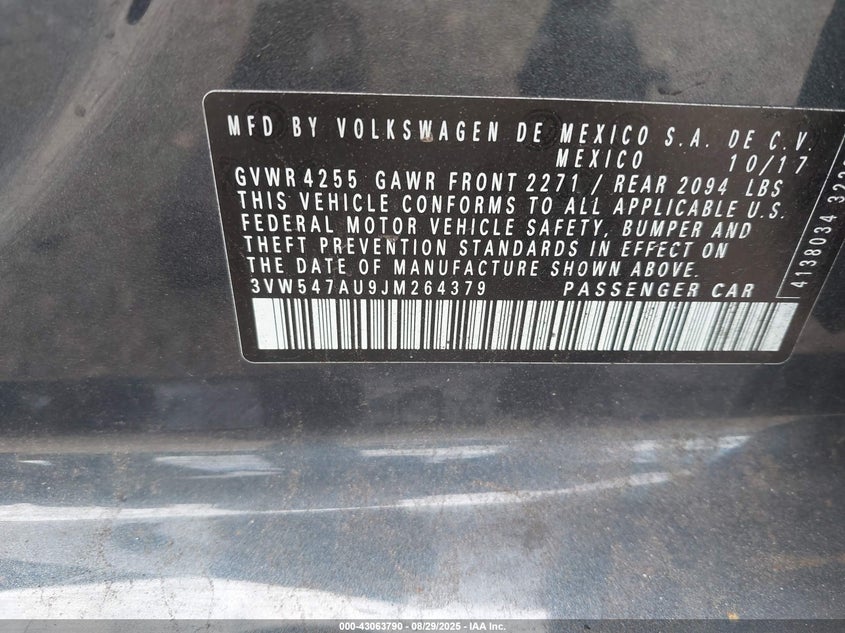 MFD BY VOLKSWAGEN DE MEXICO S.A. DE C.V.
MEXICO 10/17
GVWR 4255 GAWR FRONT 2271 / REAR 2094 LBS
THIS VEHICLE CONFORMS TO ALL APPLICABLE U.S.
FEDERAL MOTOR VEHICLE SAFETY, BUMPER AND
THEFT PREVENTION STANDARDS IN EFFECT ON
THE DATE OF MANUFACTURE SHOWN ABOVE.
3VW547AU9JM264379 PASSENGER CAR
4138034
000-43063790 - 08/29/2025 - IAA Inc.